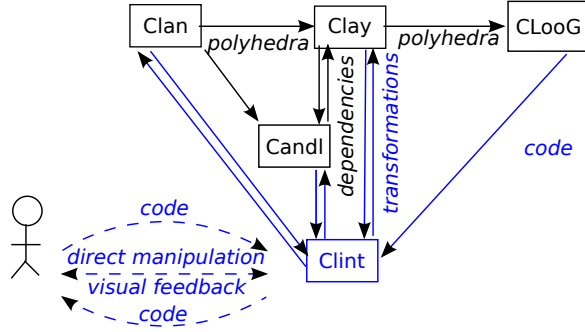 Clan
polyhedra
Clay
polyhedra
CLooG
dependencies
transformations
Candl
code
code
direct manipulation
visual feedback
code
Clint